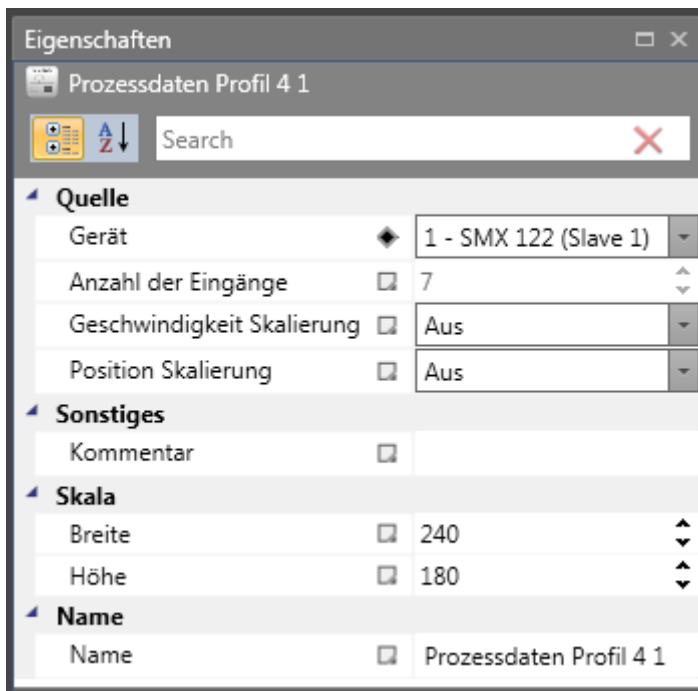 Eigenschaften
Prozessdaten Profil 4 1
Search
Quelle
Gerät 1 - SMX 122 (Slave 1)
Anzahl der Eingänge 7
Geschwindigkeit Skalierung Aus
Position Skalierung Aus
Sonstiges
Kommentar
Skala
Breite 240
Höhe 180
Name
Name Prozessdaten Profil 4 1